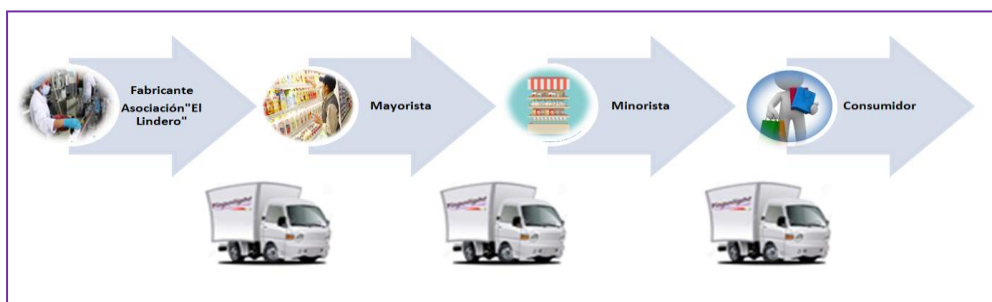 Fabricante
Asociación"El
Lindero"
Mayorista
Minorista
Consumidor